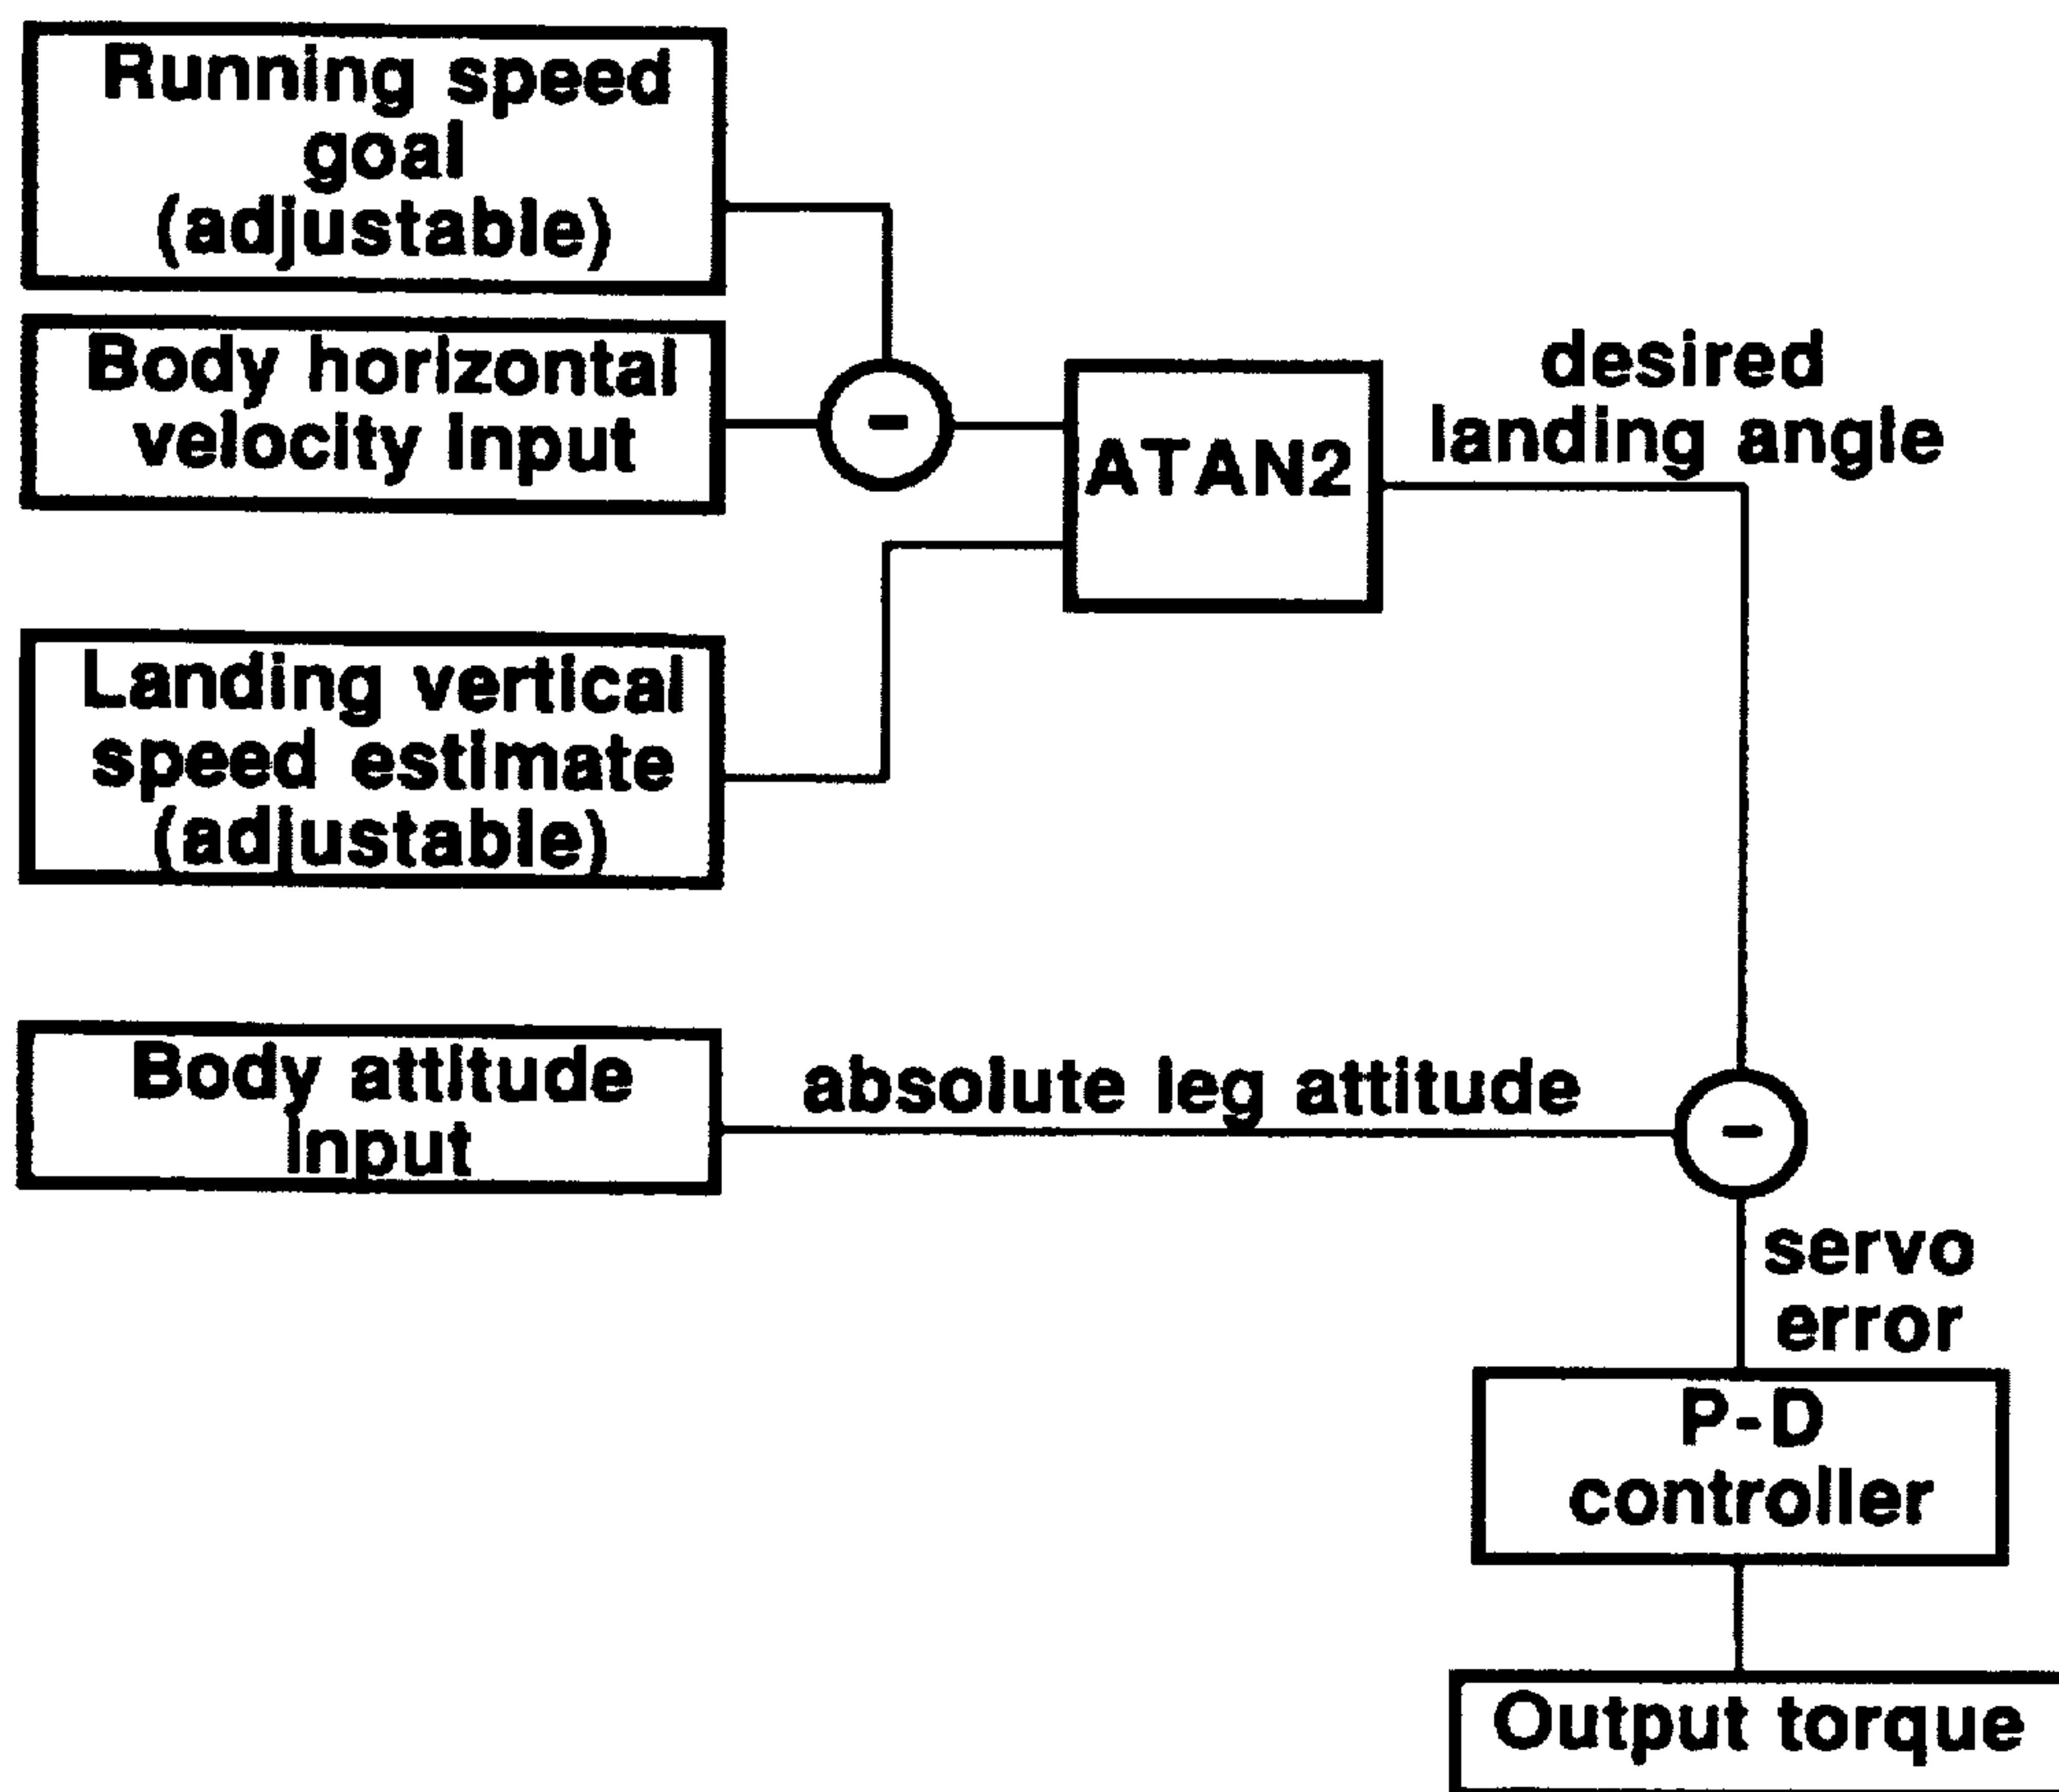 Running speed
goal
(adjustable)
Body horizontal
velocity input
-
ATAN2
desired
landing angle
Landing vertical
speed estimate
(adjustable)
Body attitude
input
absolute leg attitude
-
servo
error
P-D
controller
Output torque